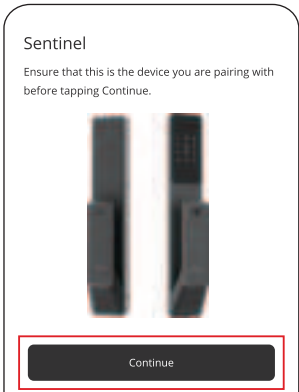 Sentinel
Ensure that this is the device you are pairing with
before tapping Continue.
Continue